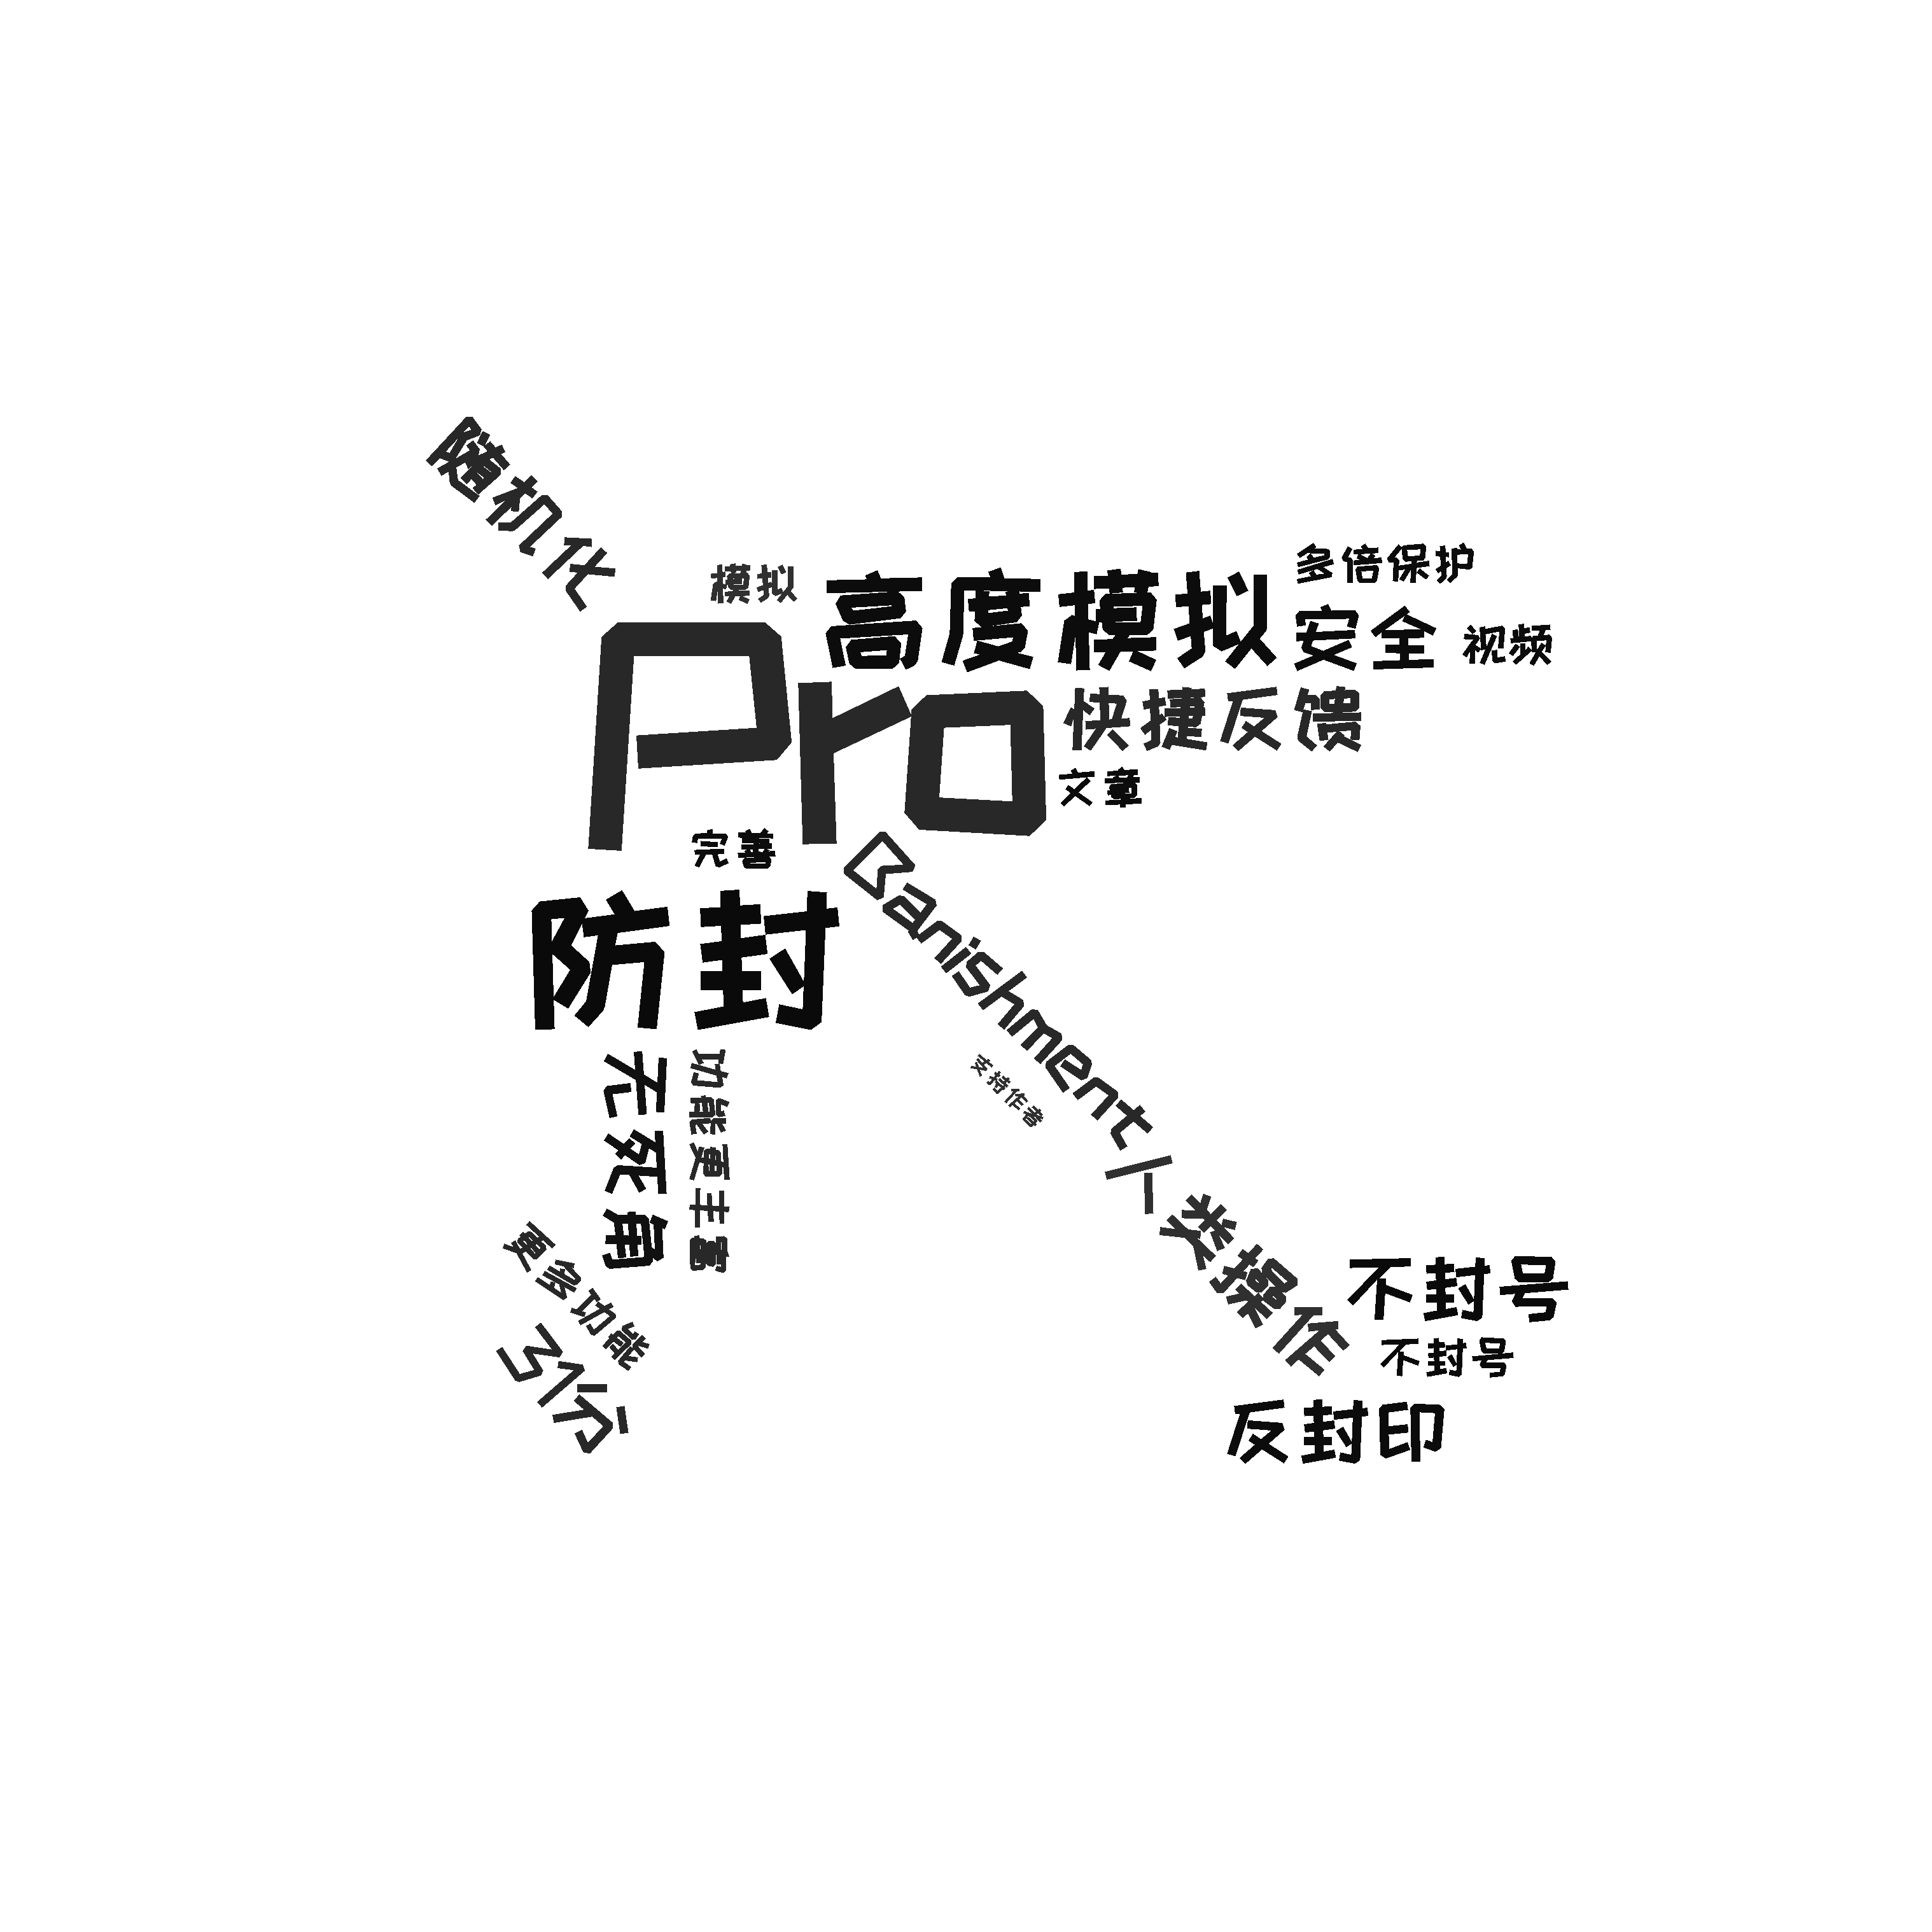 随机化
多倍保护
模拟
高度模拟
安全
视频
Pro
快捷反馈
文章
完善
防封
Banishment
支持作者
无死角
功能更丰富
人类操作
更多功能
31分
不封号
不封号
反封印